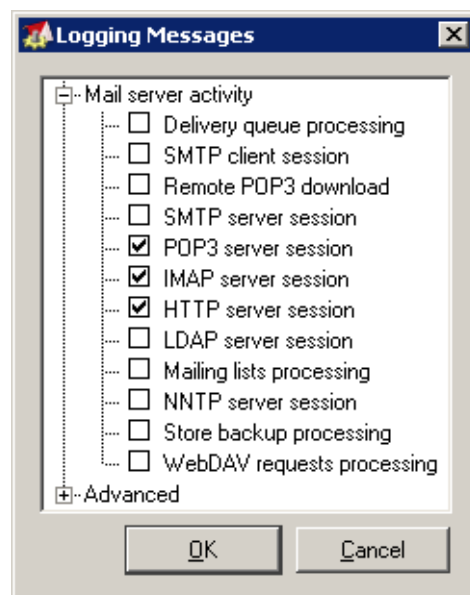 Logging Messages
Mail server activity
Delivery queue processing
SMTP client session
Remote POP3 download
SMTP server session
POP3 server session
IMAP server session
HTTP server session
LDAP server session
Mailing lists processing
NNTP server session
Store backup processing
WebDAV requests processing
Advanced
OK
Cancel